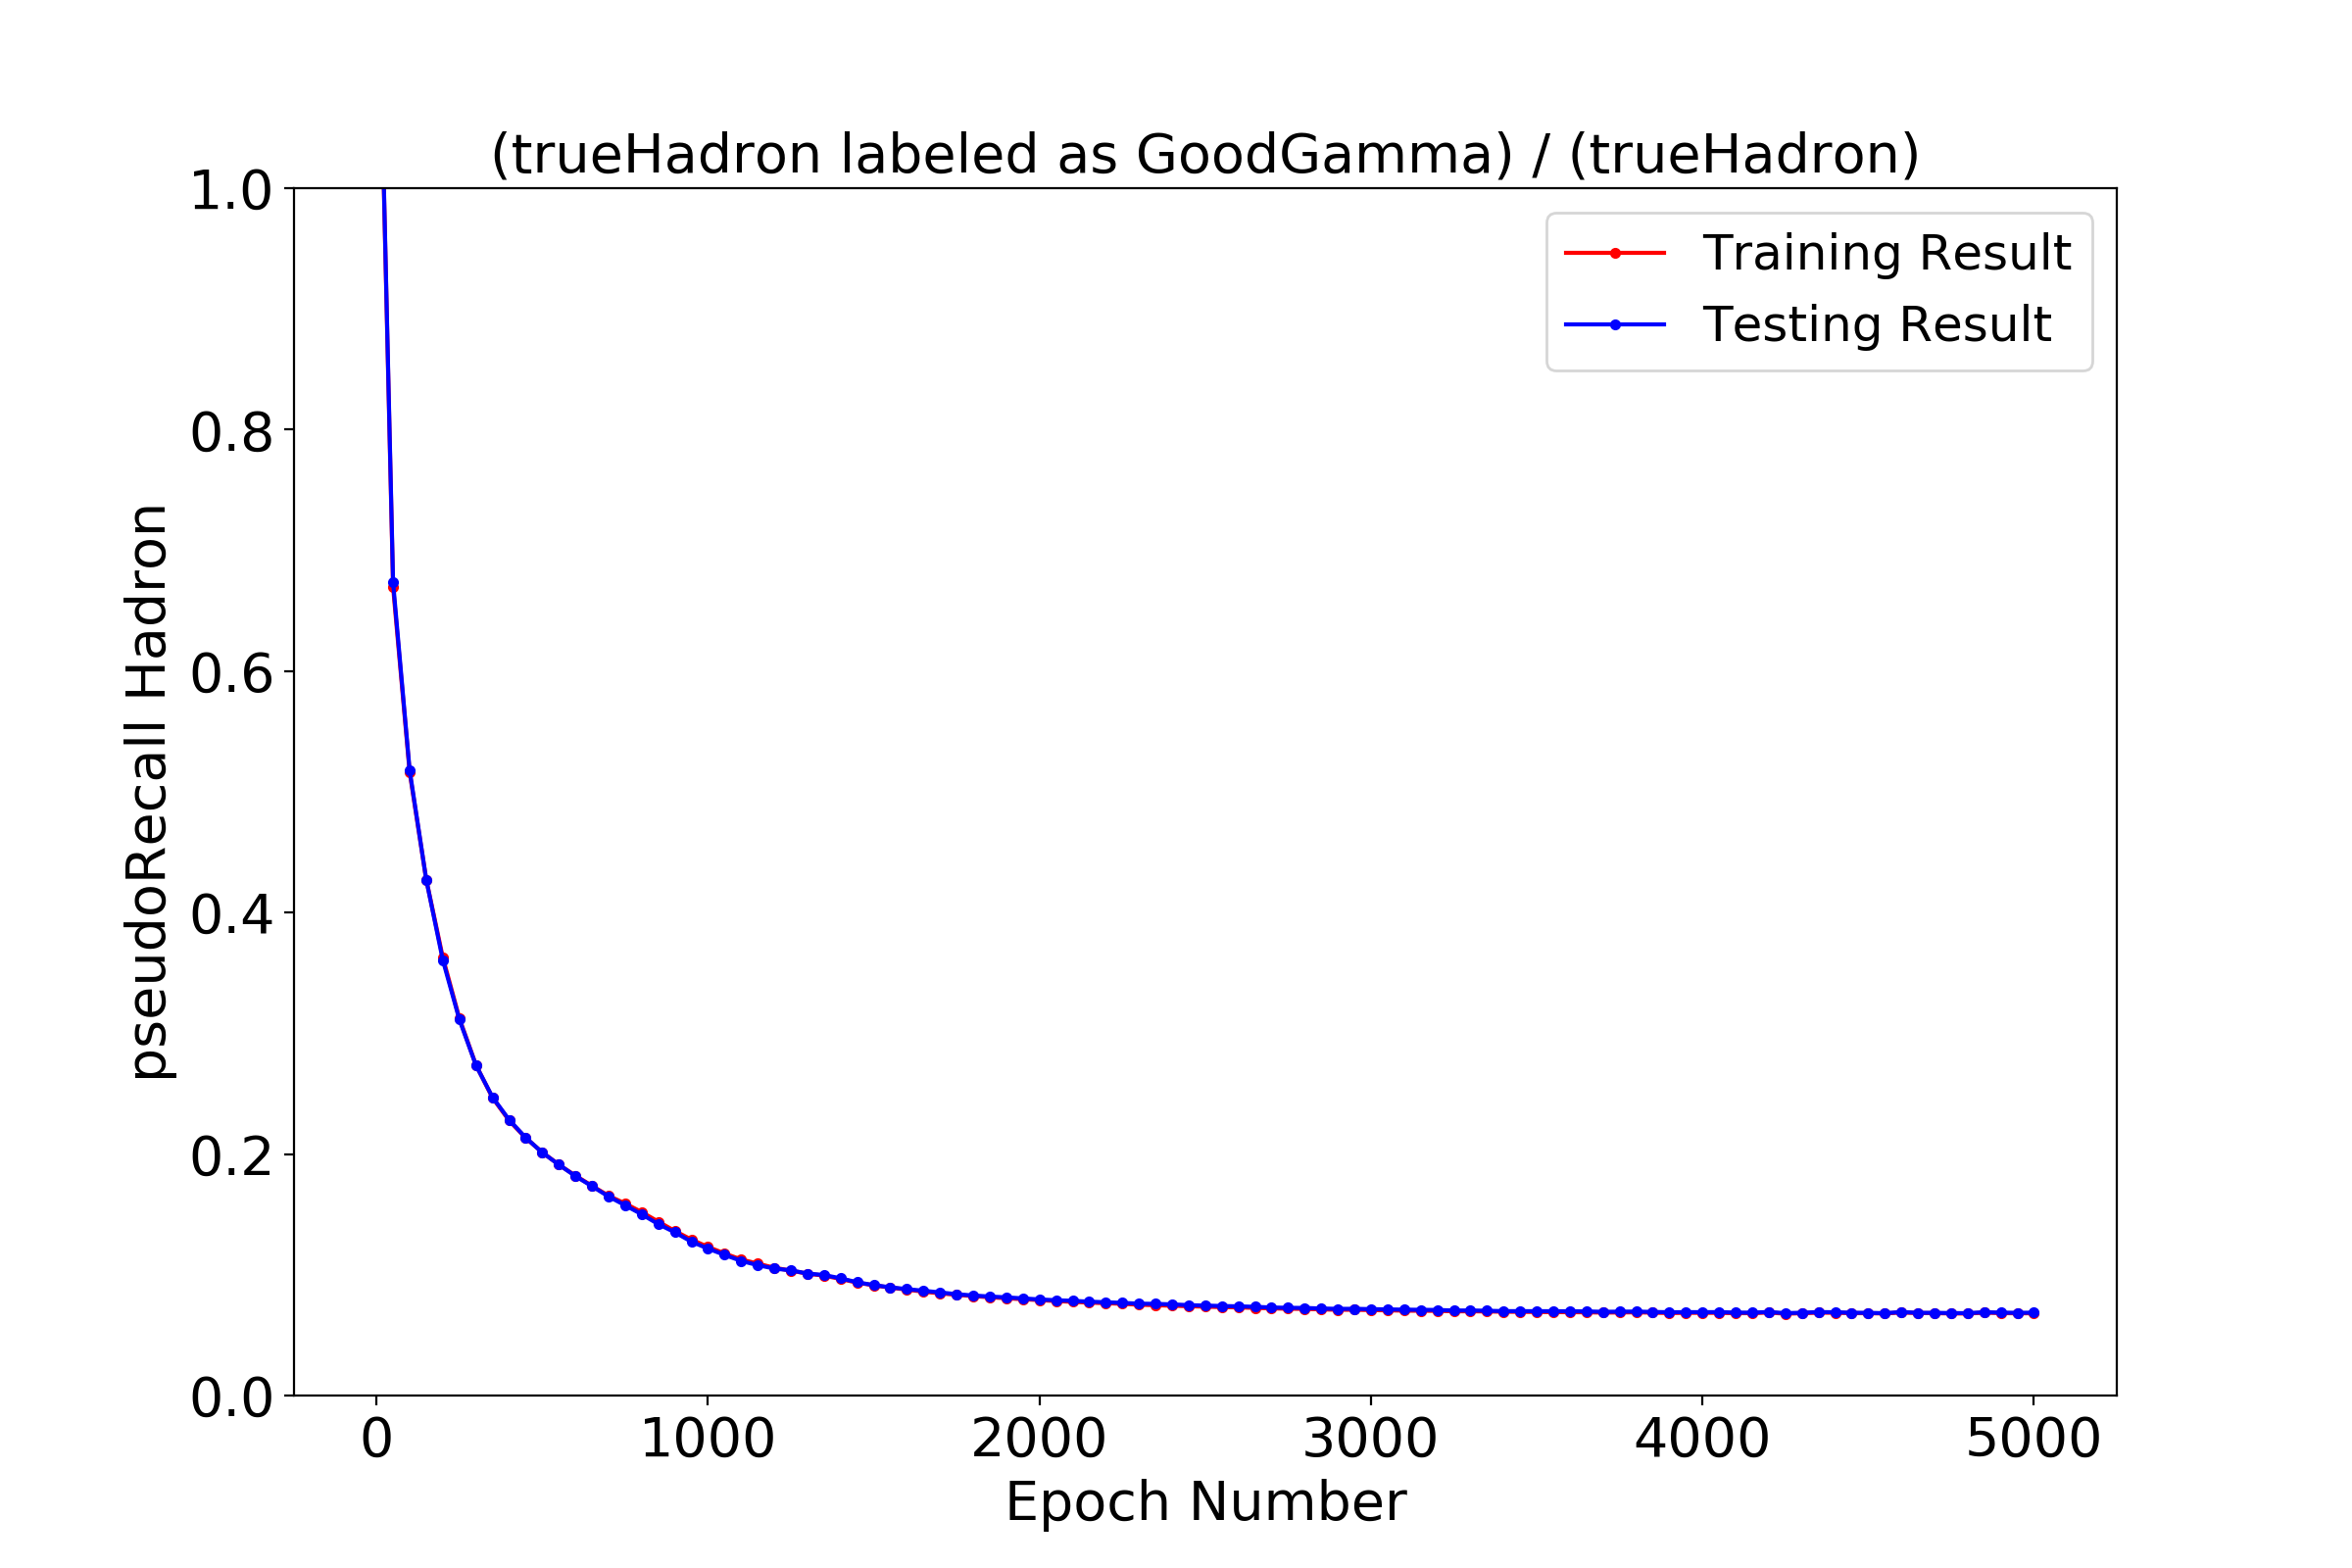 (trueHadron labeled as GoodGamma) / (trueHadron)
1.0
0.8
0.6
0.4
0.2
0.0
pseudoRecall Hadron
Training Result
Testing Result
0 1000 2000 3000 4000 5000
Epoch Number